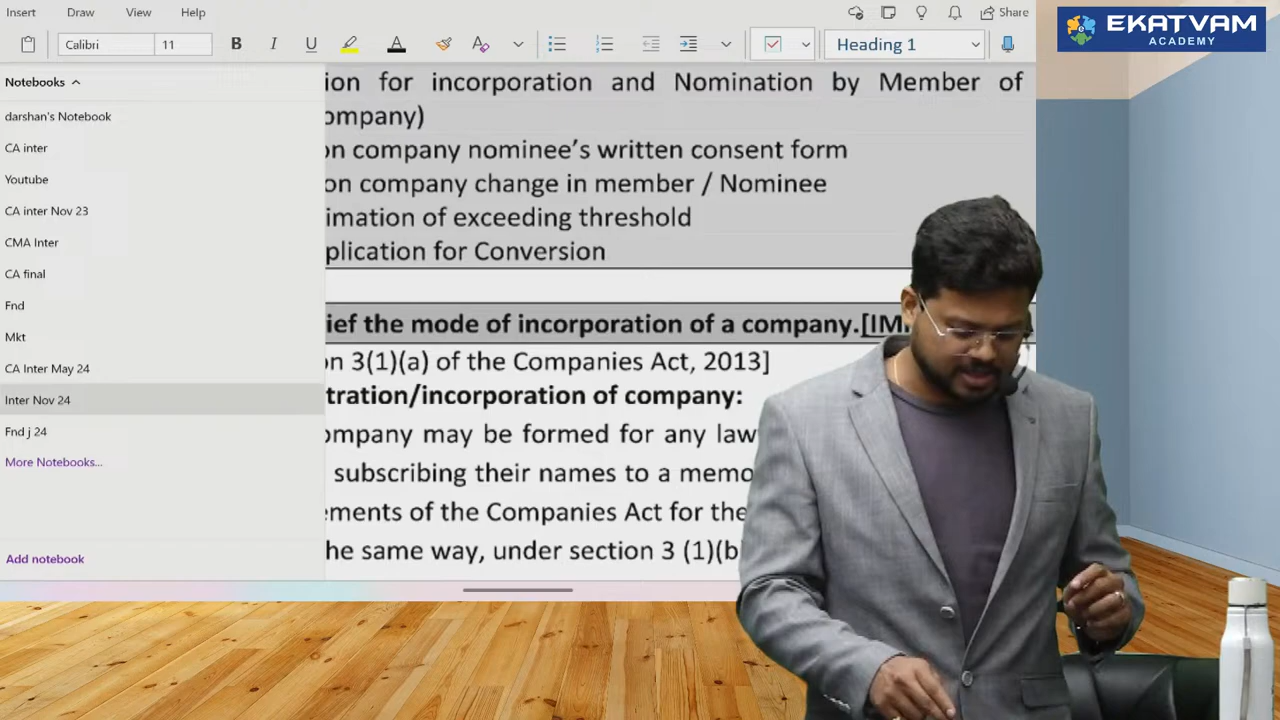 Insert Draw View Help Share
EKATVAM
ACADEMY
Calibri 11 B I U A A Heading 1
Notebooks
darshan's Notebook
CA inter
Youtube
CA inter Nov 23
CMA Inter
CA final
Fnd
Mkt
CA Inter May 24
Inter Nov 24
Fnd j 24
More Notebooks...
Add notebook
ion for incorporation and Nomination by Member of
ompany)
on company nominee's written consent form
on company change in member / Nominee
imation of exceeding threshold
plication for Conversion
ief the mode of incorporation of a company.[IM
n 3(1)(a) of the Companies Act, 2013]
tration/incorporation of company:
ompany may be formed for any law
subscribing their names to a memo
ements of the Companies Act for the
he same way, under section 3 (1)(b